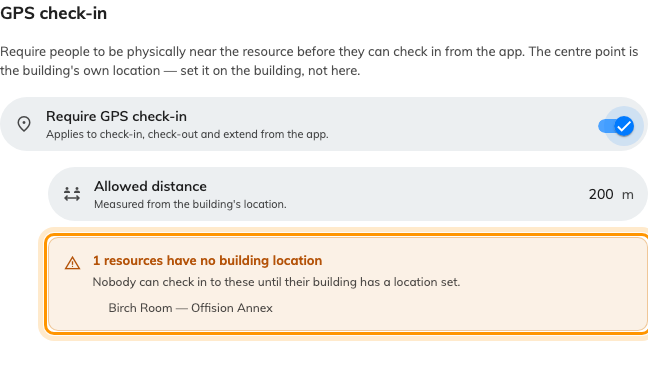 GPS check-in
Require people to be physically near the resource before they can check in from the app. The centre point is
the building's own location — set it on the building, not here.
Require GPS check-in
Applies to check-in, check-out and extend from the app.
Allowed distance
Measured from the building's location.
200 m
1 resources have no building location
Nobody can check in to these until their building has a location set.
Birch Room — Offision Annex